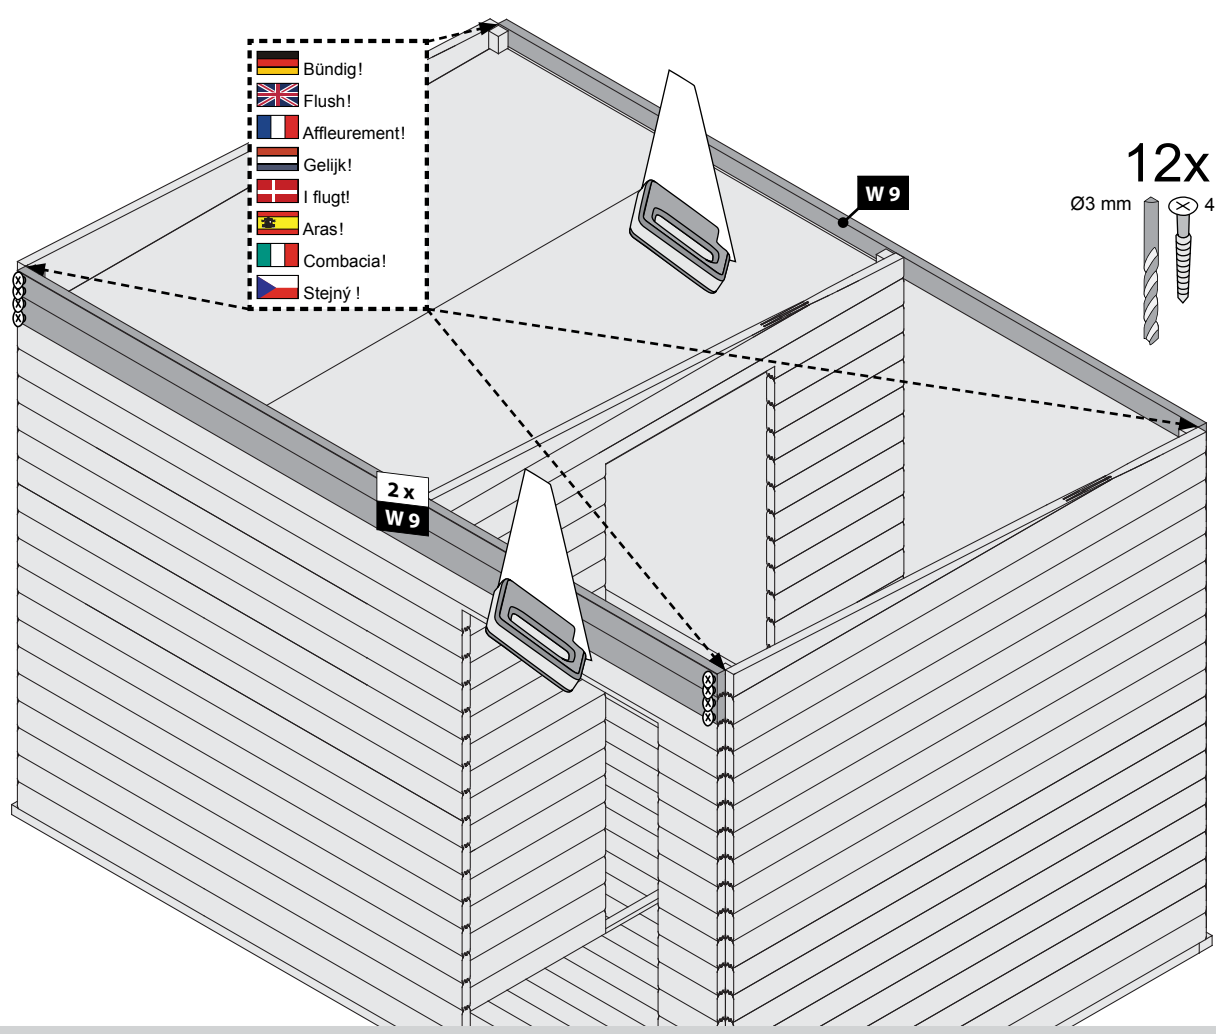 Bündig!
Flush!
Affleurement!
Gelijk!
I flugt!
Aras!
Combacia!
Stejný !
W 9
12x
Ø3 mm
4
2 x
W 9